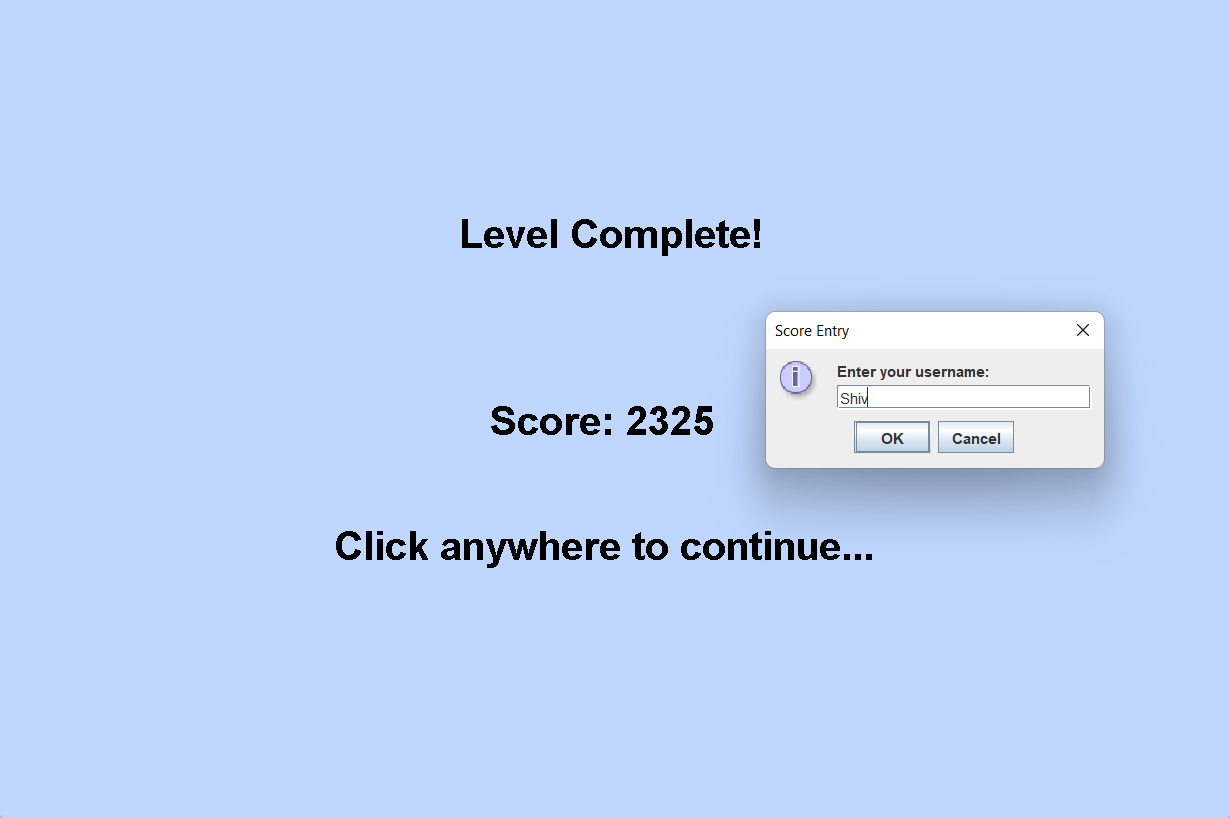 Level Complete!
Score Entry
Enter your username:
Shiv
Score: 2325
OK
Cancel
Click anywhere to continue...